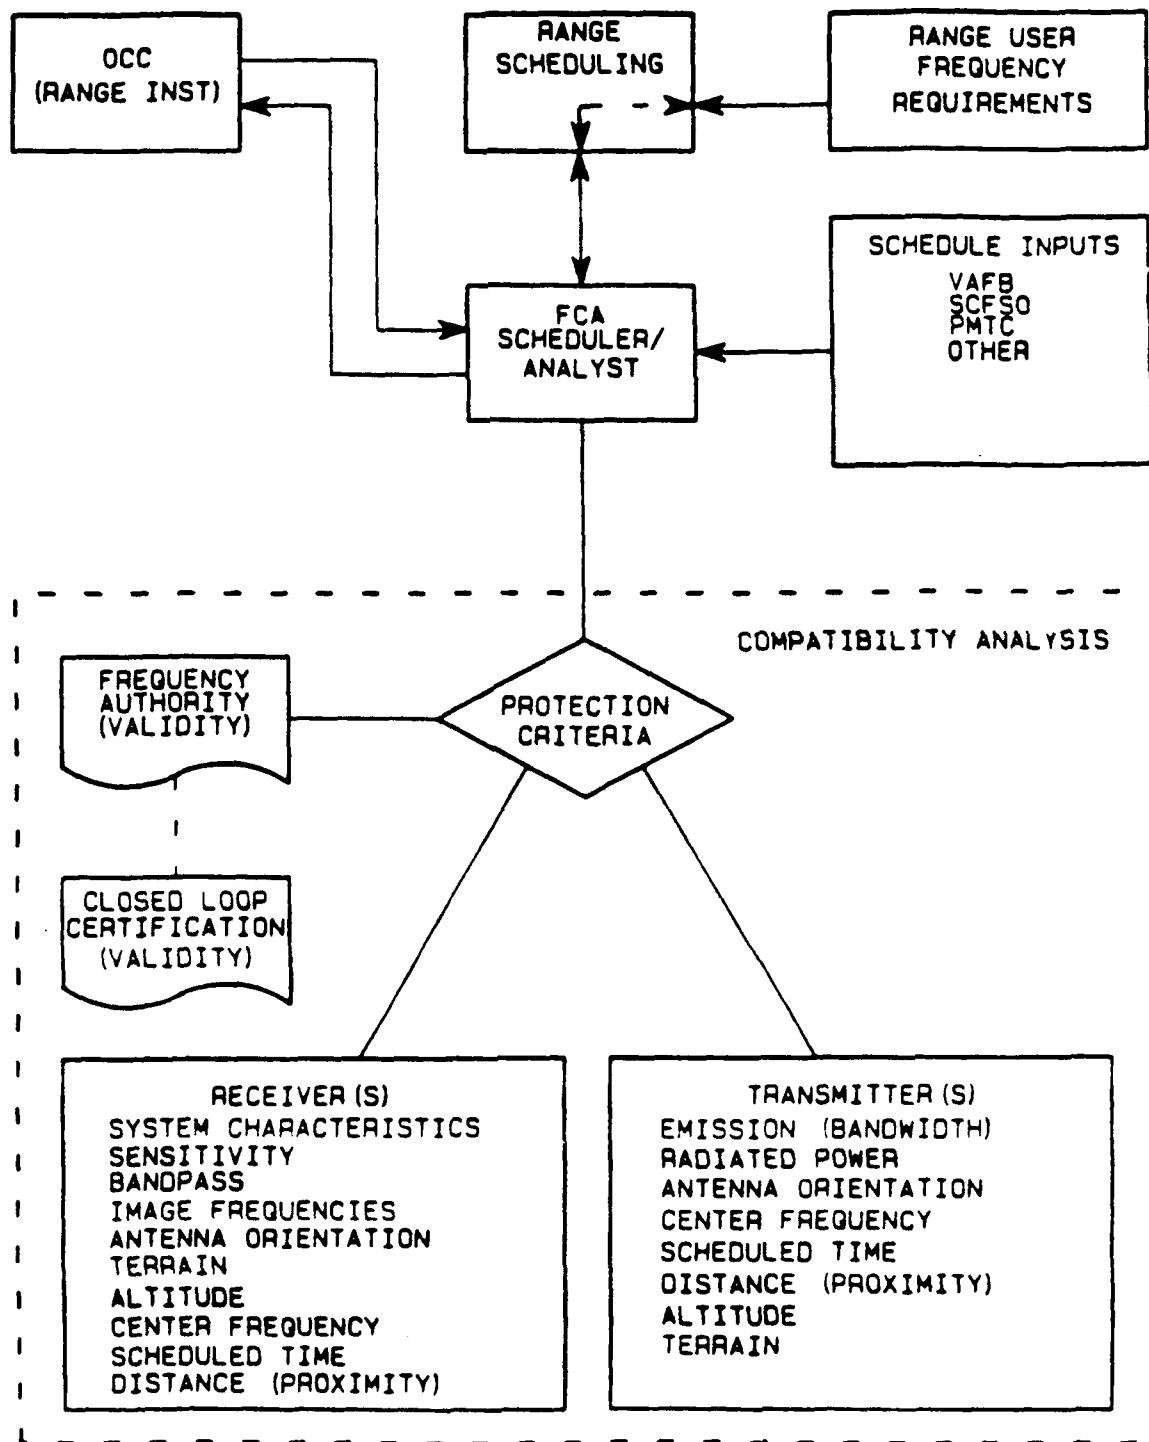 OCC
(RANGE INST)
RANGE
SCHEDULING
RANGE USER
FREQUENCY
REQUIREMENTS
SCHEDULE INPUTS
VAFB
SCFSO
PMTC
OTHER
FCA
SCHEDULER/
ANALYST
COMPATIBILITY ANALYSIS
FREQUENCY
AUTHORITY
(VALIDITY)
PROTECTION
CRITERIA
CLOSED LOOP
CERTIFICATION
(VALIDITY)
RECEIVER(S)
SYSTEM CHARACTERISTICS
SENSITIVITY
BANDPASS
IMAGE FREQUENCIES
ANTENNA ORIENTATION
TERRAIN
ALTITUDE
CENTER FREQUENCY
SCHEDULED TIME
DISTANCE (PROXIMITY)
TRANSMITTER(S)
EMISSION (BANDWIDTH)
RADIATED POWER
ANTENNA ORIENTATION
CENTER FREQUENCY
SCHEDULED TIME
DISTANCE (PROXIMITY)
ALTITUDE
TERRAIN